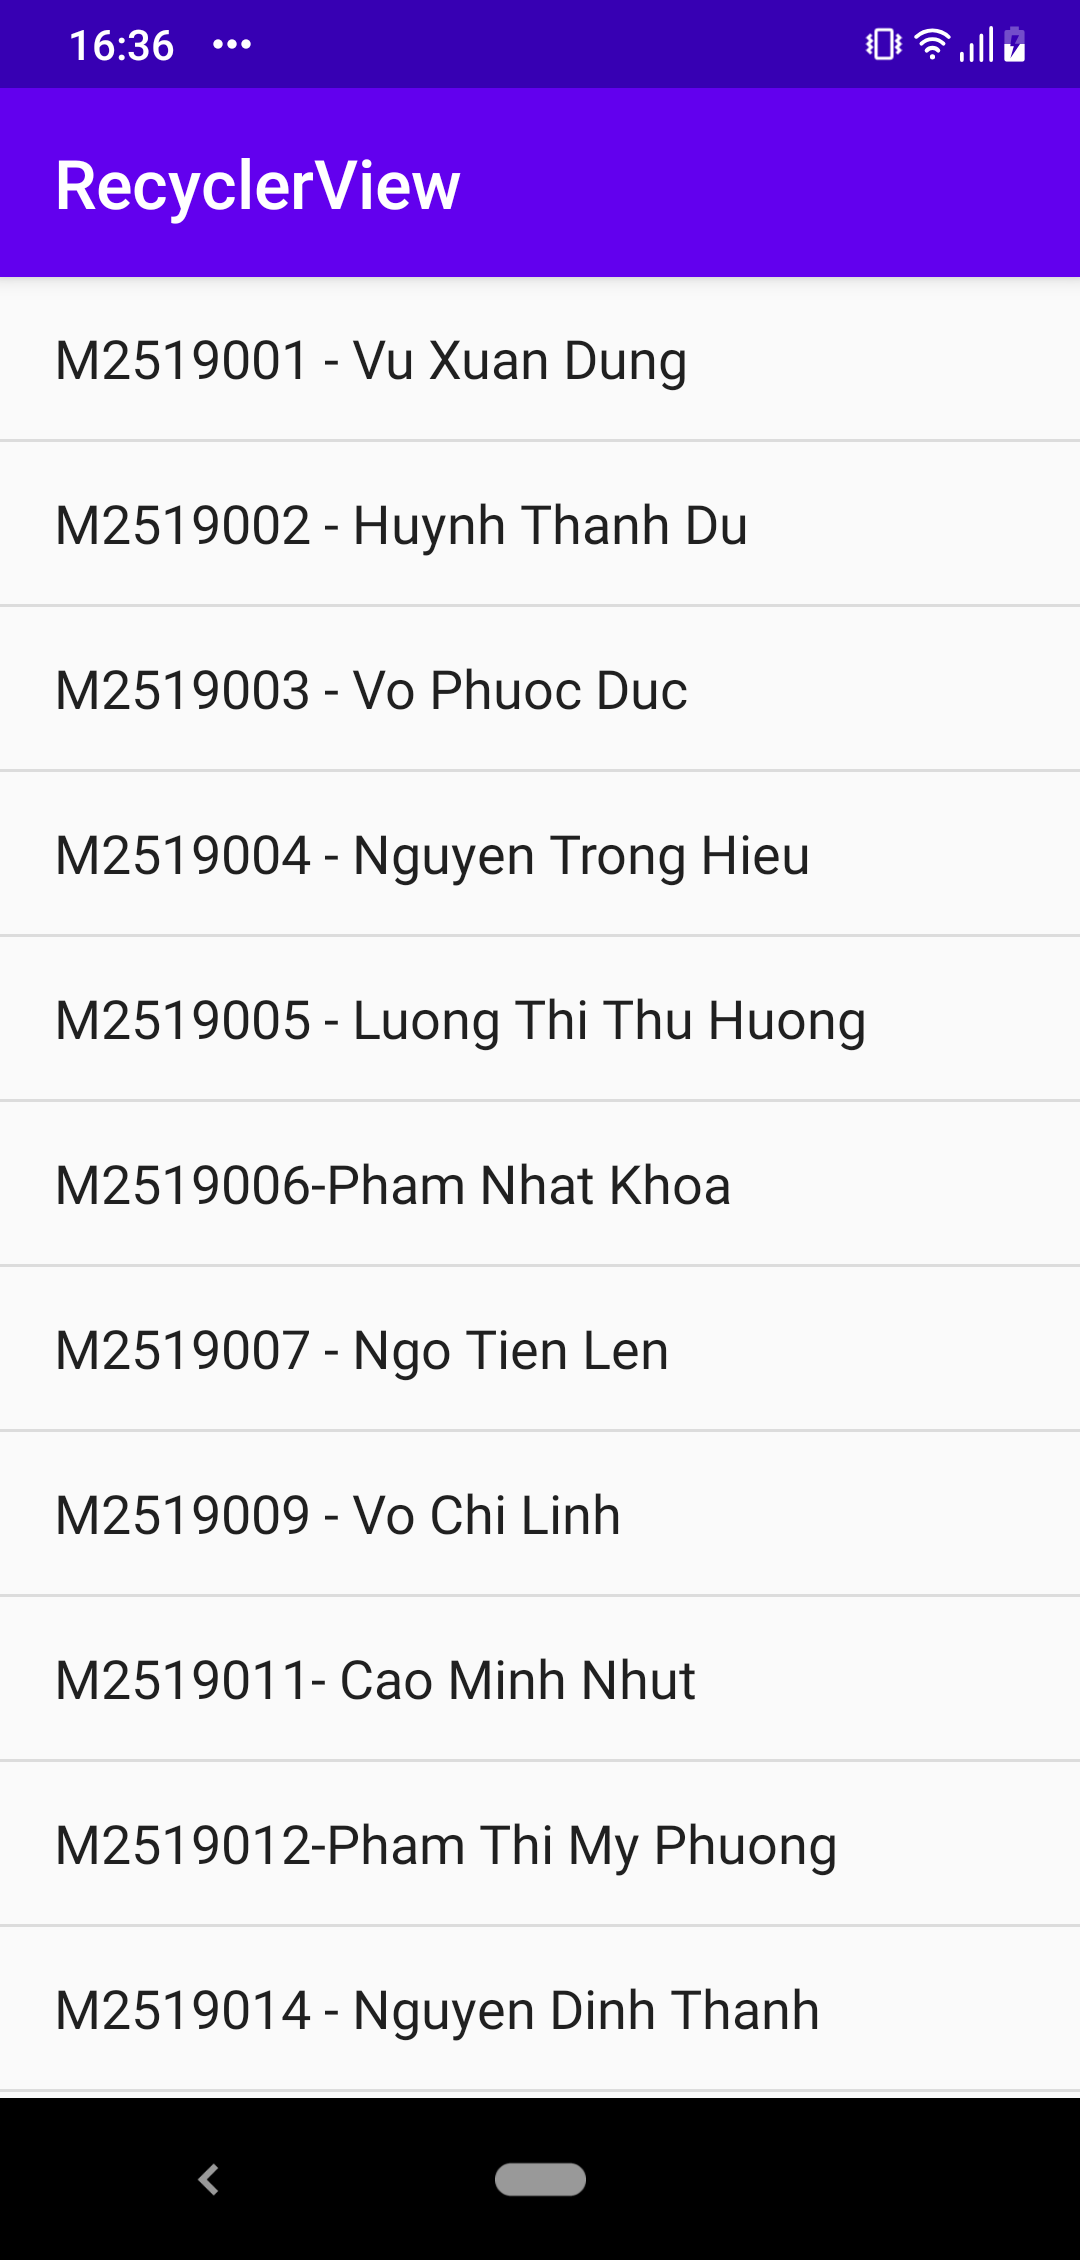 16:36
RecyclerView
M2519001 - Vu Xuan Dung
M2519002 - Huynh Thanh Du
M2519003 - Vo Phuoc Duc
M2519004 - Nguyen Trong Hieu
M2519005 - Luong Thi Thu Huong
M2519006-Pham Nhat Khoa
M2519007 - Ngo Tien Len
M2519009 - Vo Chi Linh
M2519011- Cao Minh Nhut
M2519012-Pham Thi My Phuong
M2519014 - Nguyen Dinh Thanh